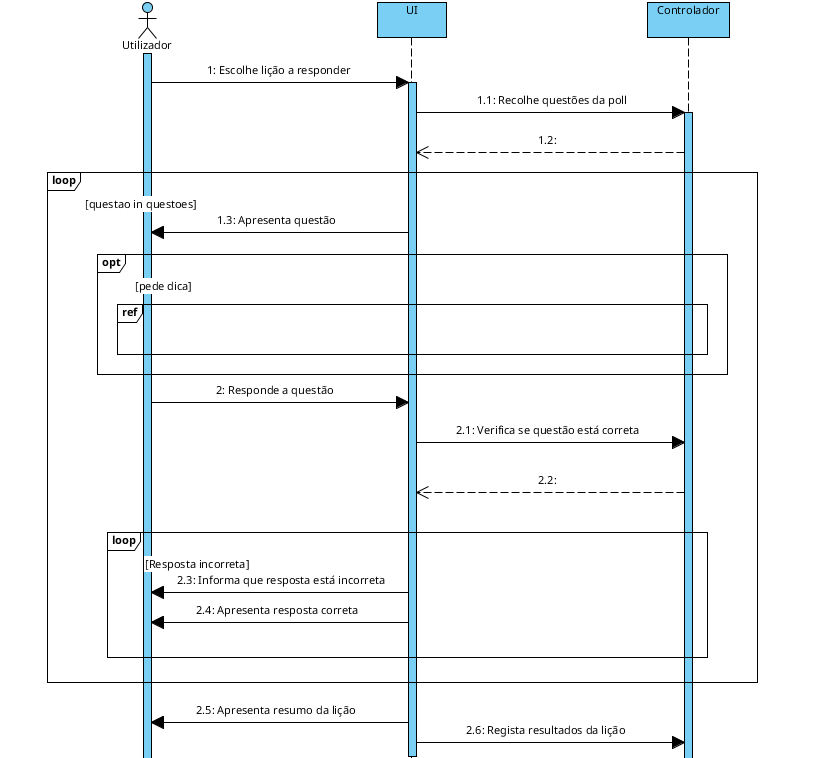 Utilizador
UI
Controlador
1: Escolhe lição a responder
1.1: Recolhe questões da poll
1.2:
loop
[questao in questoes]
1.3: Apresenta questão
opt
[pede dica]
ref
2: Responde a questão
2.1: Verifica se questão está correta
2.2:
loop
[Resposta incorreta]
2.3: Informa que resposta está incorreta
2.4: Apresenta resposta correta
2.5: Apresenta resumo da lição
2.6: Regista resultados da lição